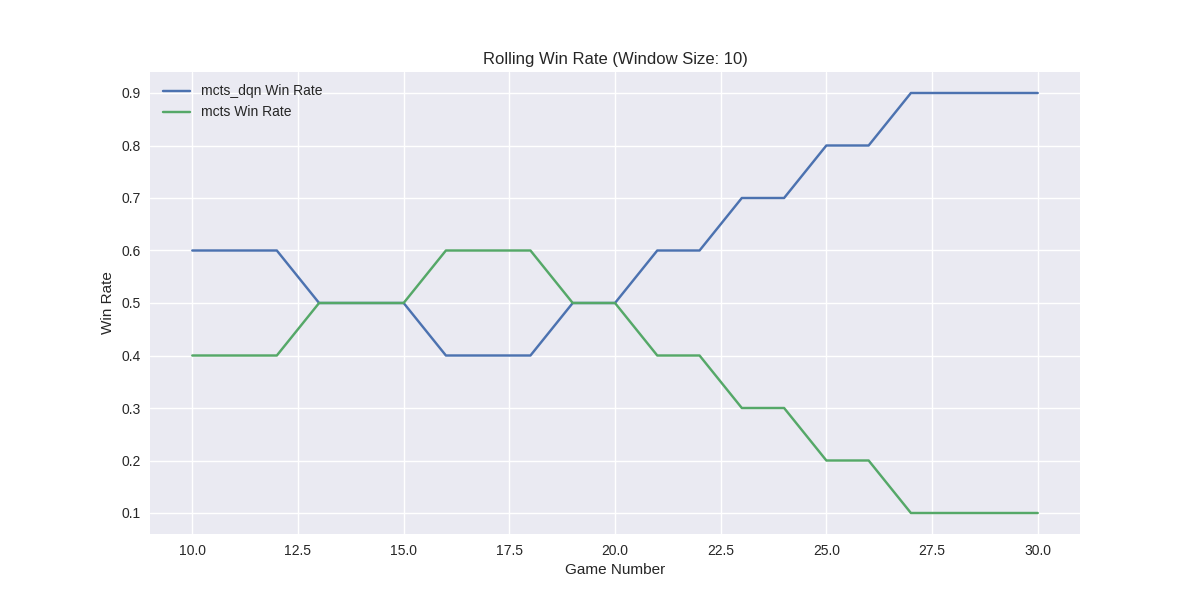 Rolling Win Rate (Window Size: 10)
mcts_dqn Win Rate
mcts Win Rate
Win Rate
0.9
0.8
0.7
0.6
0.5
0.4
0.3
0.2
0.1
10.0 12.5 15.0 17.5 20.0 22.5 25.0 27.5 30.0
Game Number